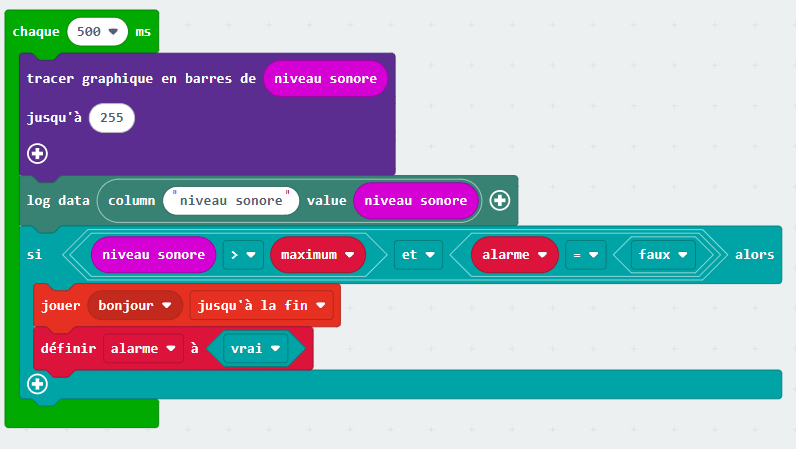 chaque 500 ms
tracer graphique en barres de niveau sonore
jusqu'à 255
log data column "niveau sonore" value niveau sonore
si niveau sonore > maximum et alarme = faux alors
jouer bonjour jusqu'à la fin
définir alarme à vrai